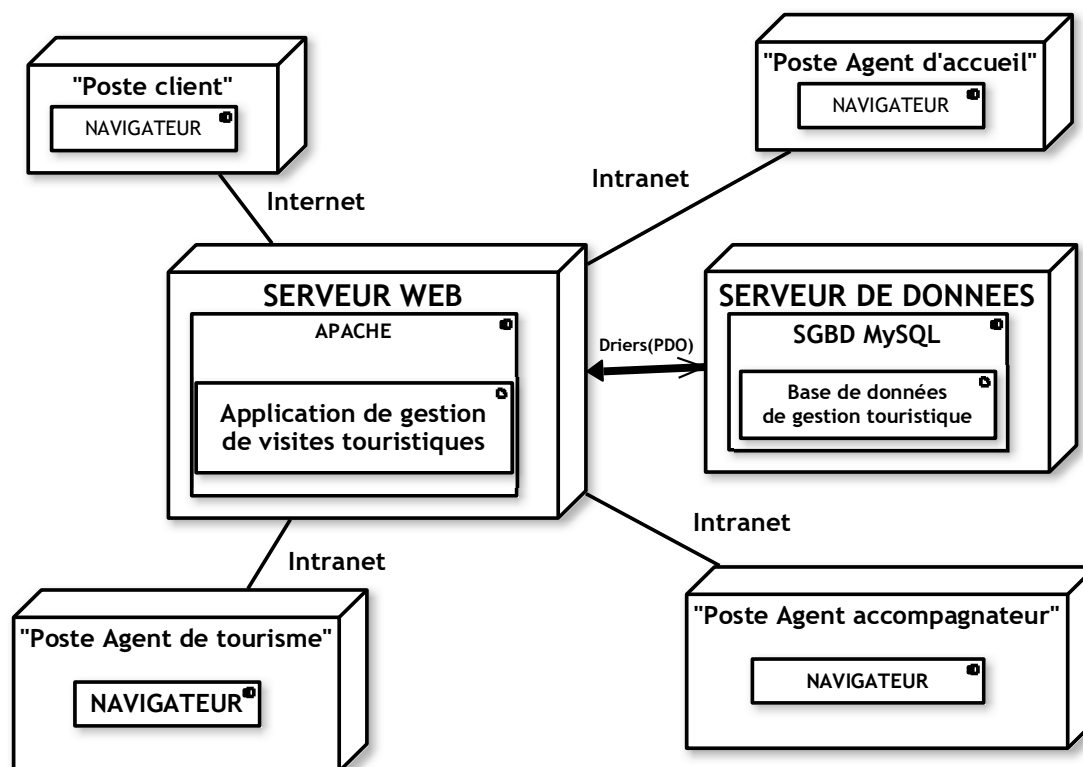 "Poste client"
NAVIGATEUR
"Poste Agent d'accueil"
NAVIGATEUR
Internet
Intranet
SERVEUR WEB
APACHE
Application de gestion
de visites touristiques
Driers(PDO)
SERVEUR DE DONNEES
SGBD MySQL
Base de données
de gestion touristique
Intranet
Intranet
"Poste Agent de tourisme"
NAVIGATEUR
"Poste Agent accompagnateur"
NAVIGATEUR